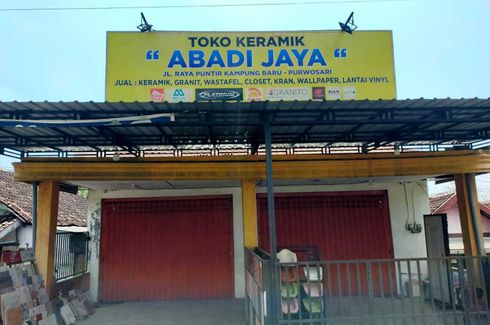 TOKO KERAMIK
“ ABADI JAYA “
JL. RAYA PUNTIR KAMPUNG BARU - PURWOSARI
JUAL : KERAMIK, GRANIT, WASTAFEL, CLOSET, KRAN, WALLPAPER, LANTAI VINYL
PLATINUM GRANITO